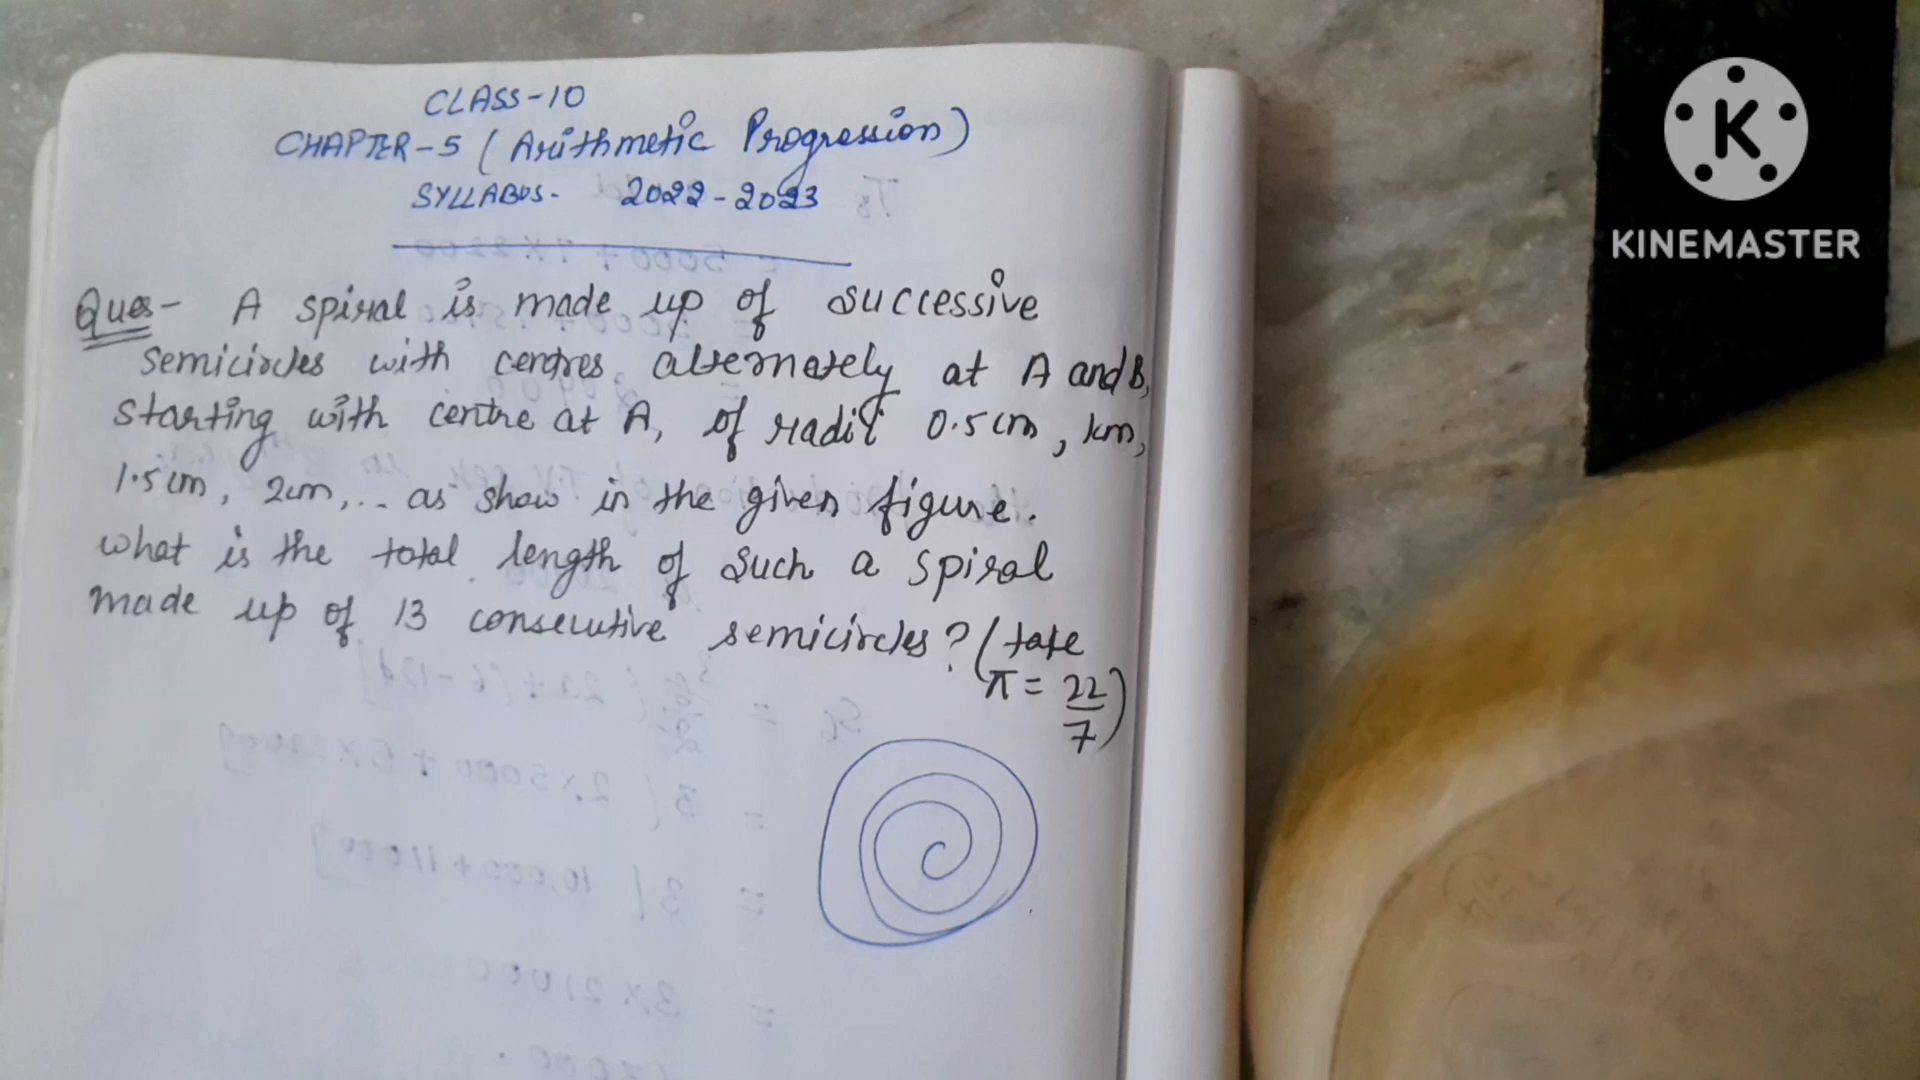 CLASS-10
CHAPTER-5 (Arithmetic Progression)
SYLLABUS- 2022-2023
Ques- A spiral is made up of successive
semicircles with centres alternately at A and B,
starting with centre at A, of radii 0.5cm, 1cm,
1.5cm, 2cm,... as show in the given figure.
what is the total length of such a spiral
made up of 13 consecutive semicircles? (take
π = 22/7)
KINEMASTER